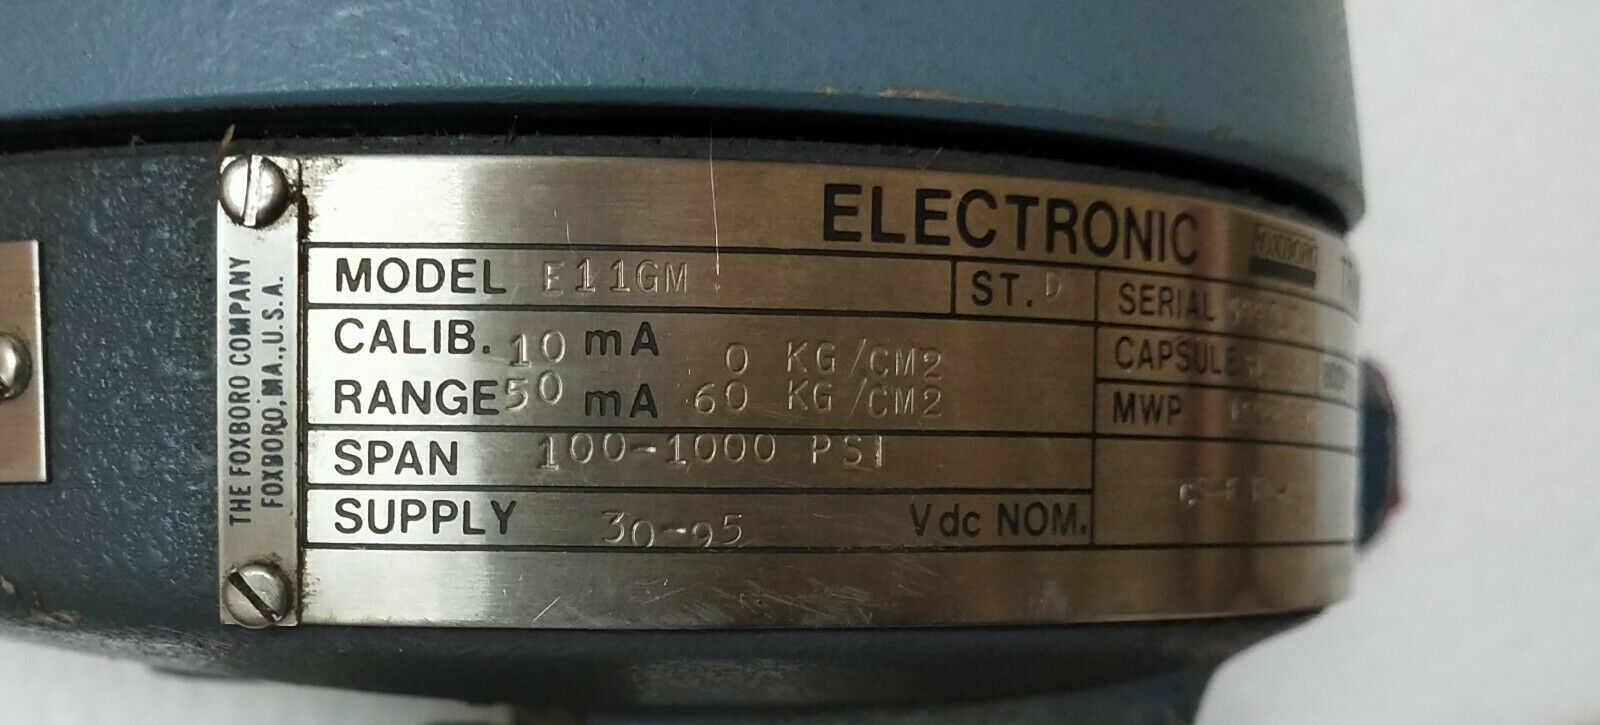 THE FOXBORO COMPANY
FOXBORO, MA., U.S.A.
ELECTRONIC FOXBORO
MODEL E11GM ST. D
SERIAL
CALIB. 10 mA 0 KG/CM2
RANGE 50 mA 60 KG/CM2
CAPSULE
MWP
SPAN 100-1000 PSI
SUPPLY 30-95 Vdc NOM.